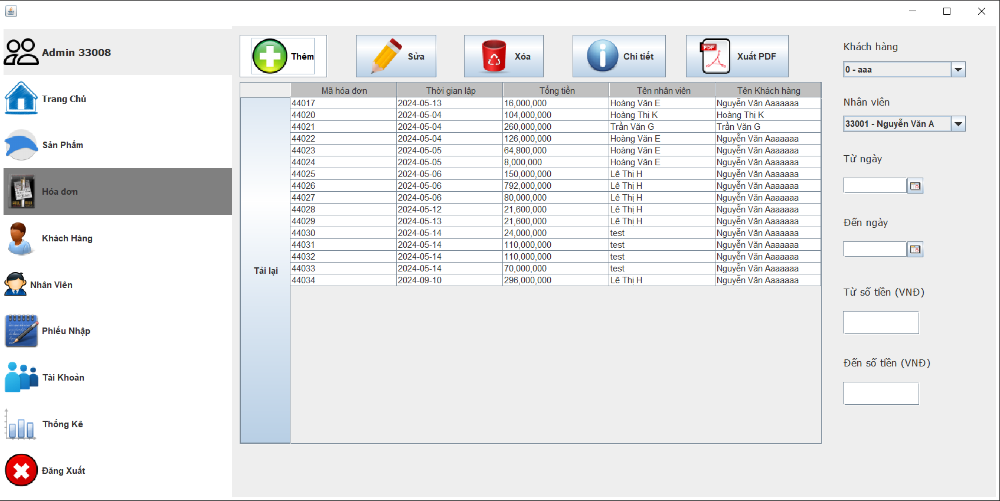 Admin 33008
Trang Chủ
Sản Phẩm
Hóa đơn
Khách Hàng
Nhân Viên
Phiếu Nhập
Tài Khoản
Thống Kê
Đăng Xuất
Thêm Sửa Xóa Chi tiết PDF Xuất PDF
Tải lại
Mã hóa đơn Thời gian lập Tổng tiền Tên nhân viên Tên Khách hàng
44017 2024-05-13 16,000,000 Hoàng Văn E Nguyễn Văn Aaaaaaa
44020 2024-05-04 104,000,000 Hoàng Thị K Hoàng Thị K
44021 2024-05-04 260,000,000 Trần Văn G Trần Văn G
44022 2024-05-04 126,000,000 Hoàng Văn E Nguyễn Văn Aaaaaaa
44023 2024-05-05 64,800,000 Hoàng Văn E Nguyễn Văn Aaaaaaa
44024 2024-05-05 8,000,000 Hoàng Văn E Nguyễn Văn Aaaaaaa
44025 2024-05-06 150,000,000 Lê Thị H Nguyễn Văn Aaaaaaa
44026 2024-05-06 792,000,000 Lê Thị H Nguyễn Văn Aaaaaaa
44027 2024-05-06 80,000,000 Lê Thị H Nguyễn Văn Aaaaaaa
44028 2024-05-12 21,600,000 Lê Thị H Nguyễn Văn Aaaaaaa
44029 2024-05-13 21,600,000 Lê Thị H Nguyễn Văn Aaaaaaa
44030 2024-05-14 24,000,000 test Nguyễn Văn Aaaaaaa
44031 2024-05-14 110,000,000 test Nguyễn Văn Aaaaaaa
44032 2024-05-14 110,000,000 test Nguyễn Văn Aaaaaaa
44033 2024-05-14 70,000,000 test Nguyễn Văn Aaaaaaa
44034 2024-09-10 296,000,000 Lê Thị H Nguyễn Văn Aaaaaaa
Khách hàng
0 - aaa
Nhân viên
33001 - Nguyễn Văn A
Từ ngày
Đến ngày
Từ số tiền (VNĐ)
Đến số tiền (VNĐ)